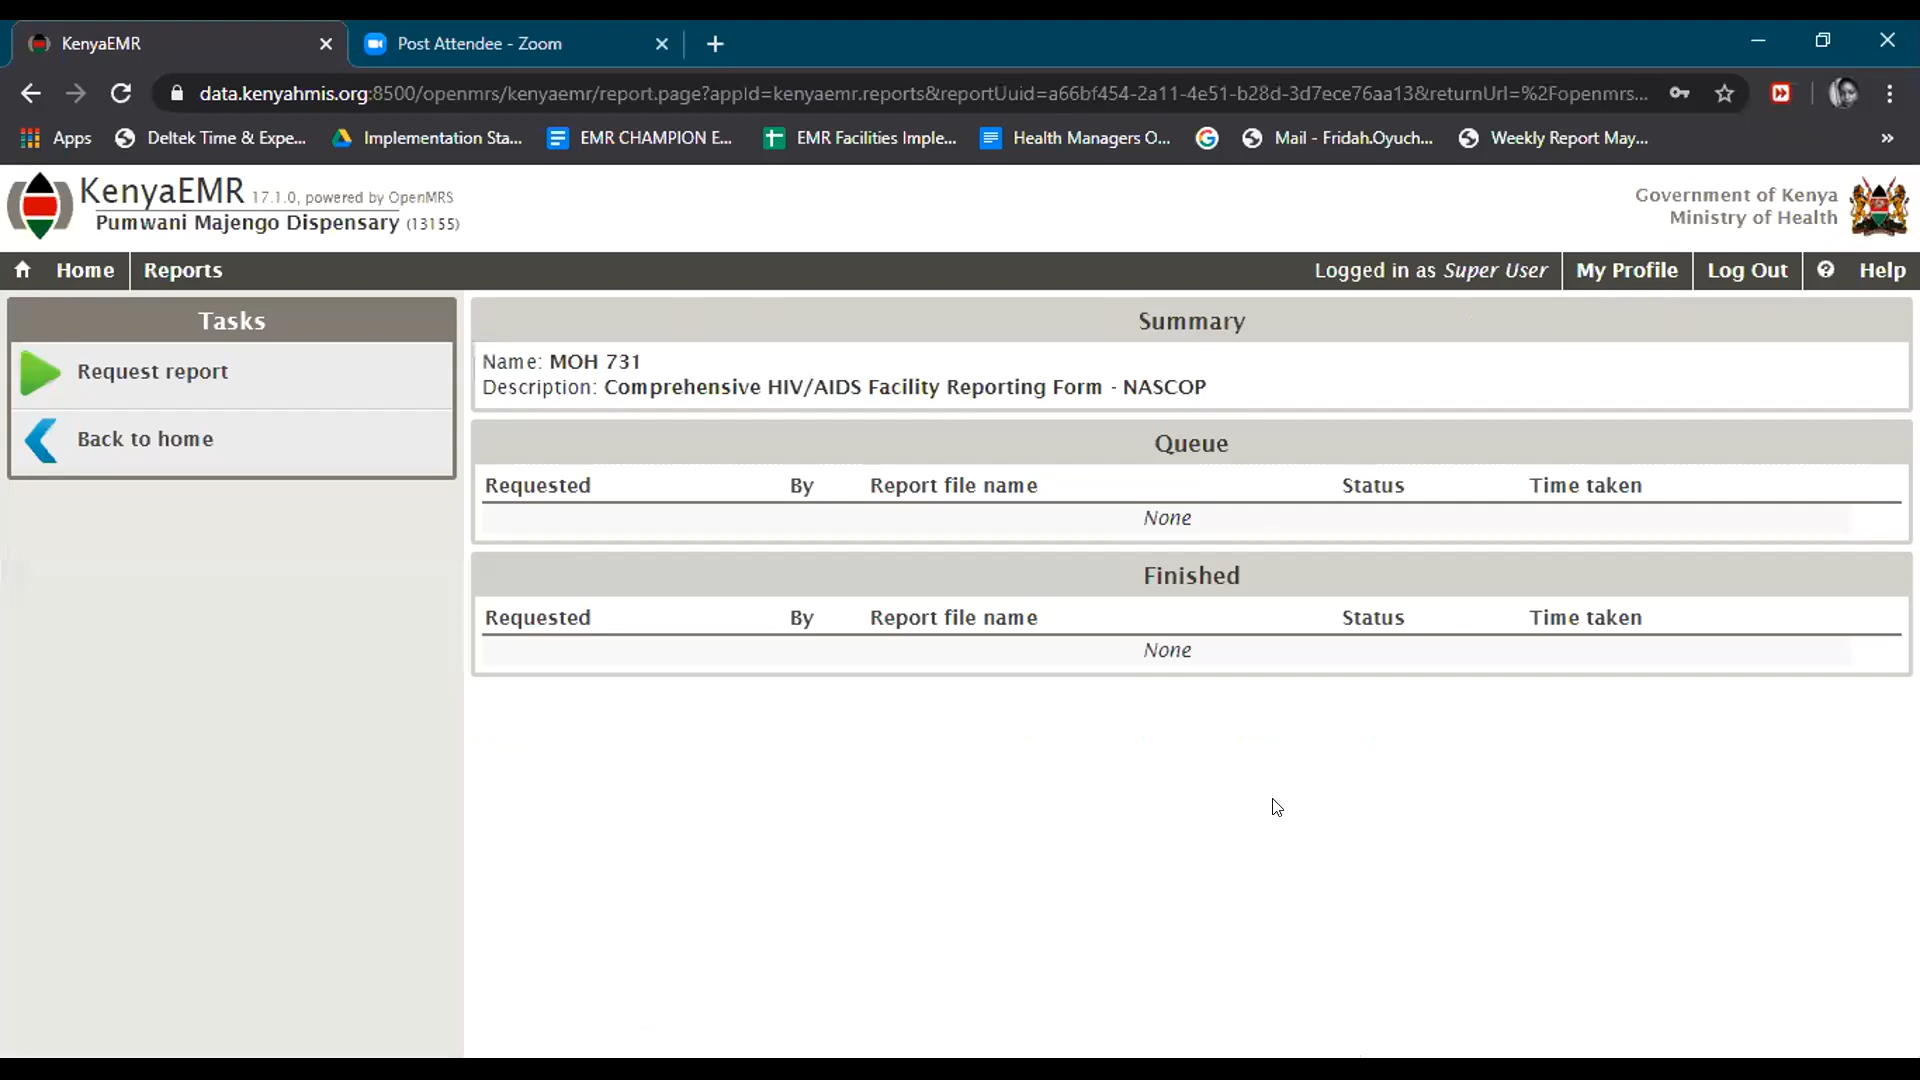 KenyaEMR
Post Attendee - Zoom
data.kenyahmis.org:8500/openmrs/kenyaemr/report.page?appId=kenyaemr.reports&reportUuid=a66bf454-2a11-4e51-b28d-3d7ece76aa13&returnUrl=%2Fopenmrs...
Apps
Deltek Time & Expe...
Implementation Sta...
EMR CHAMPION E...
EMR Facilities Imple...
Health Managers O...
Mail - Fridah.Oyuch...
Weekly Report May...
KenyaEMR 17.1.0, powered by OpenMRS
Pumwani Majengo Dispensary (13155)
Government of Kenya
Ministry of Health
Home
Reports
Logged in as Super User
My Profile
Log Out
Help
Tasks
Request report
Back to home
Summary
Name: MOH 731
Description: Comprehensive HIV/AIDS Facility Reporting Form - NASCOP
Queue
Requested By Report file name Status Time taken
None
Finished
Requested By Report file name Status Time taken
None